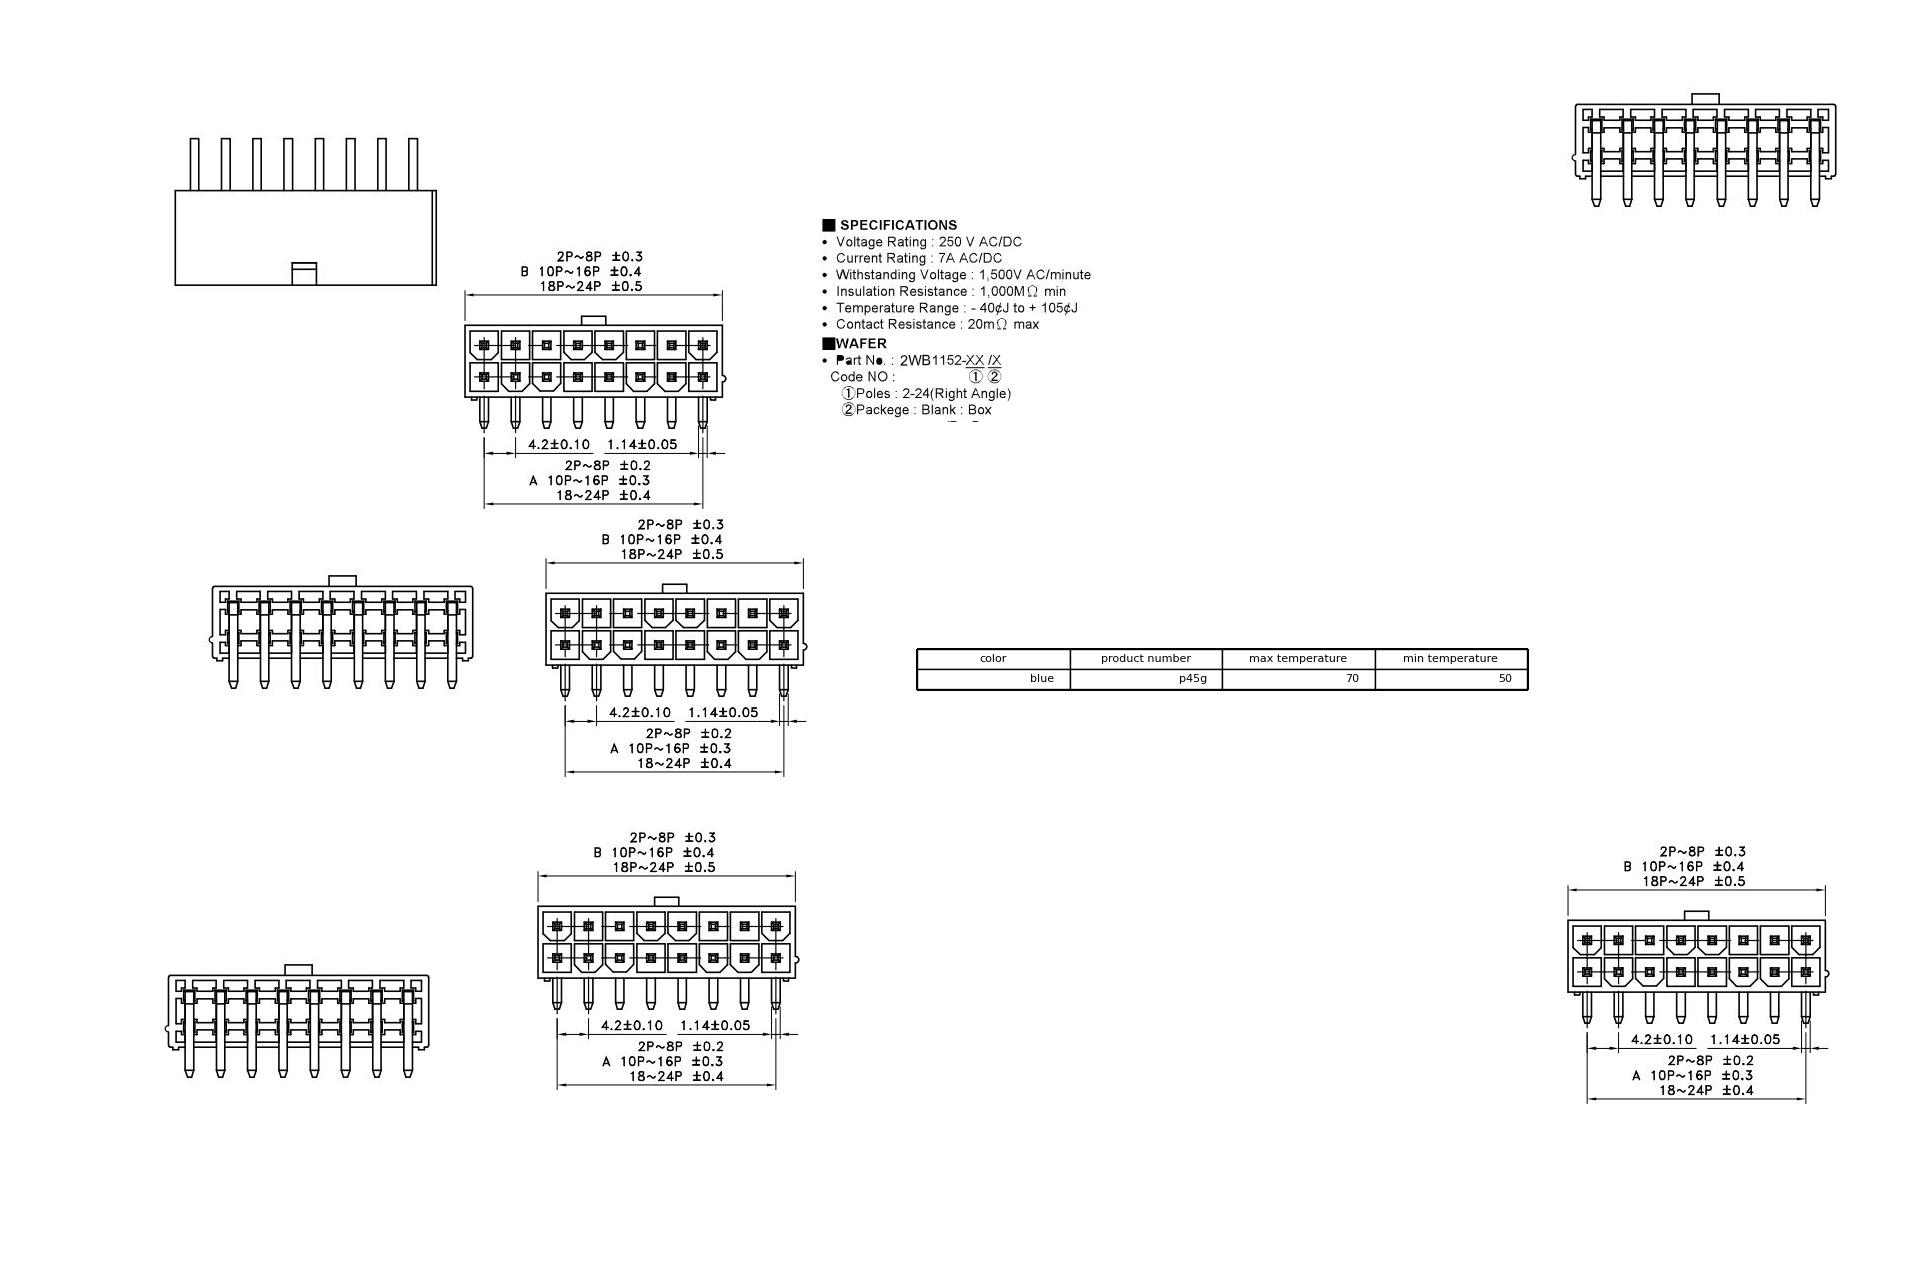 ■ SPECIFICATIONS
• Voltage Rating : 250 V AC/DC
• Current Rating : 7A AC/DC
• Withstanding Voltage : 1,500V AC/minute
• Insulation Resistance : 1,000MΩ min
• Temperature Range : - 40¢J to + 105¢J
• Contact Resistance : 20mΩ max
■WAFER
• Part No. : 2WB1152-XX /X
Code NO : ① ②
①Poles : 2-24(Right Angle)
②Packege : Blank : Box
2P~8P ±0.3
B 10P~16P ±0.4
18P~24P ±0.5
4.2±0.10 1.14±0.05
2P~8P ±0.2
A 10P~16P ±0.3
18~24P ±0.4
2P~8P ±0.3
B 10P~16P ±0.4
18P~24P ±0.5
4.2±0.10 1.14±0.05
2P~8P ±0.2
A 10P~16P ±0.3
18~24P ±0.4
color product number max temperature min temperature
blue p45g 70 50
2P~8P ±0.3
B 10P~16P ±0.4
18P~24P ±0.5
4.2±0.10 1.14±0.05
2P~8P ±0.2
A 10P~16P ±0.3
18~24P ±0.4
2P~8P ±0.3
B 10P~16P ±0.4
18P~24P ±0.5
4.2±0.10 1.14±0.05
2P~8P ±0.2
A 10P~16P ±0.3
18~24P ±0.4